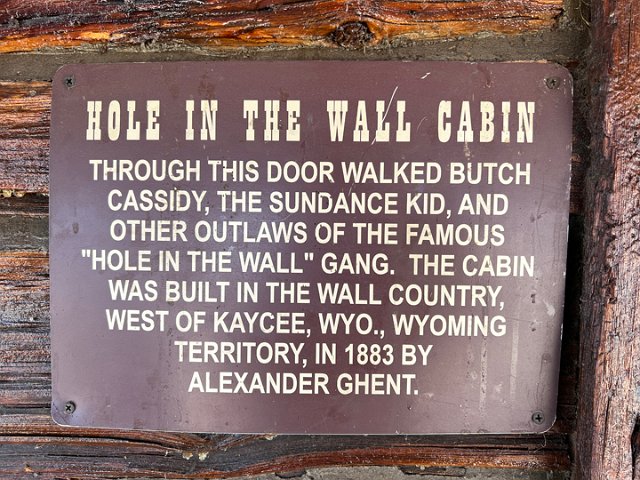 HOLE IN THE WALL CABIN
THROUGH THIS DOOR WALKED BUTCH
CASSIDY, THE SUNDANCE KID, AND
OTHER OUTLAWS OF THE FAMOUS
"HOLE IN THE WALL" GANG. THE CABIN
WAS BUILT IN THE WALL COUNTRY,
WEST OF KAYCEE, WYO., WYOMING
TERRITORY, IN 1883 BY
ALEXANDER GHENT.